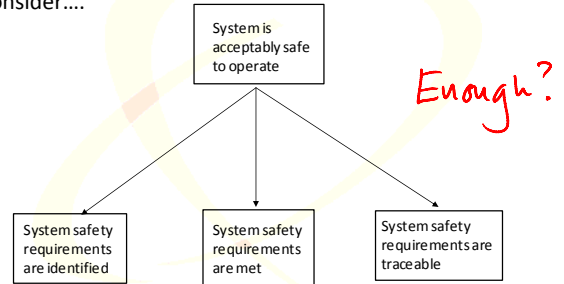 onsider....
System is
acceptably safe
to operate
Enough?
System safety
requirements
are identified
System safety
requirements
are met
System safety
requirements are
traceable